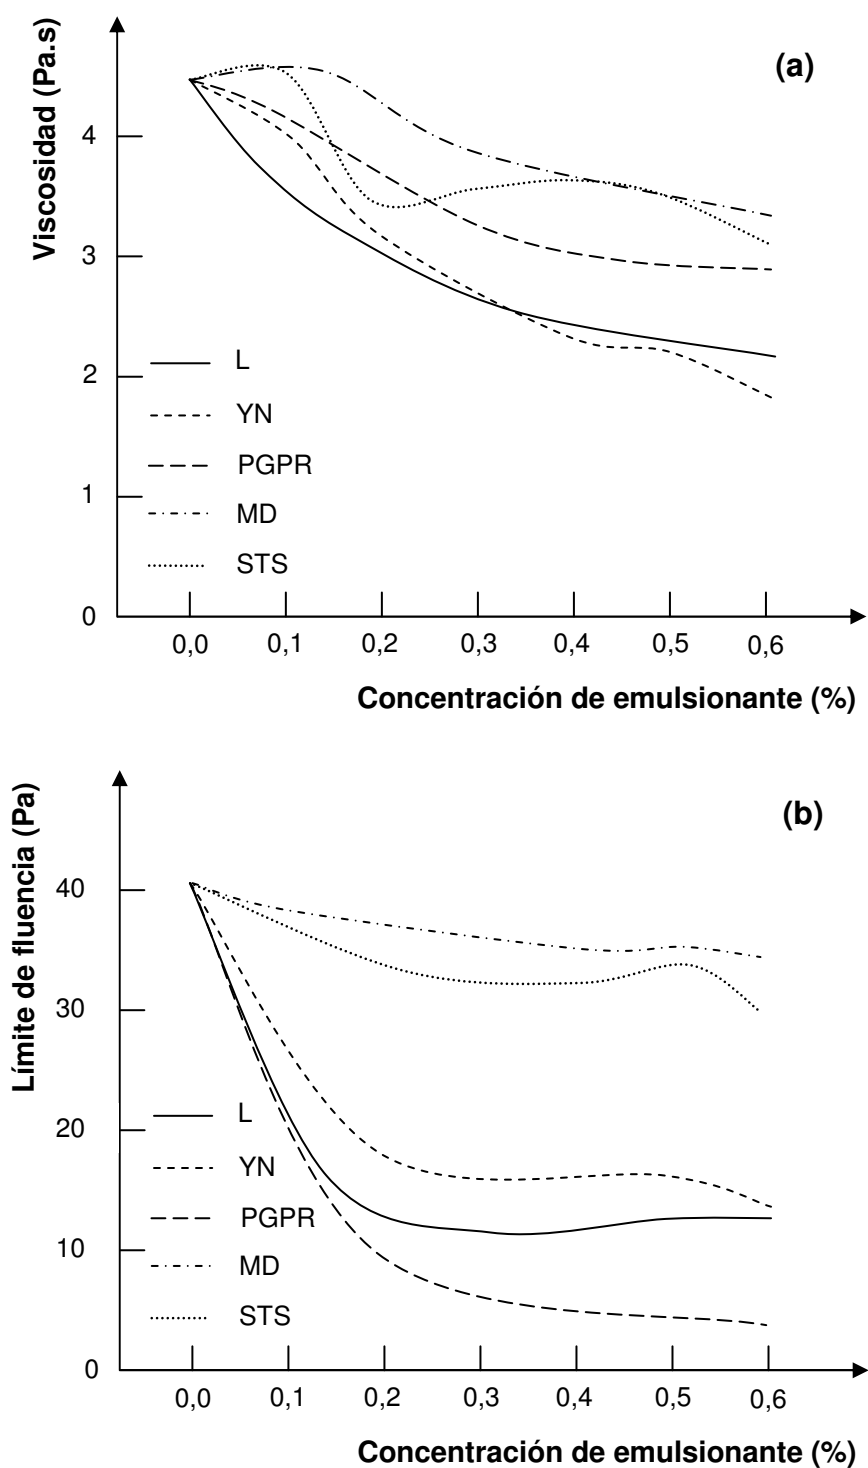 Viscosidad (Pa.s)
(a)
4
3
2
1
0
L
YN
PGPR
MD
STS
0,0 0,1 0,2 0,3 0,4 0,5 0,6
Concentración de emulsionante (%)
Límite de fluencia (Pa)
(b)
40
30
20
10
0
L
YN
PGPR
MD
STS
0,0 0,1 0,2 0,3 0,4 0,5 0,6
Concentración de emulsionante (%)